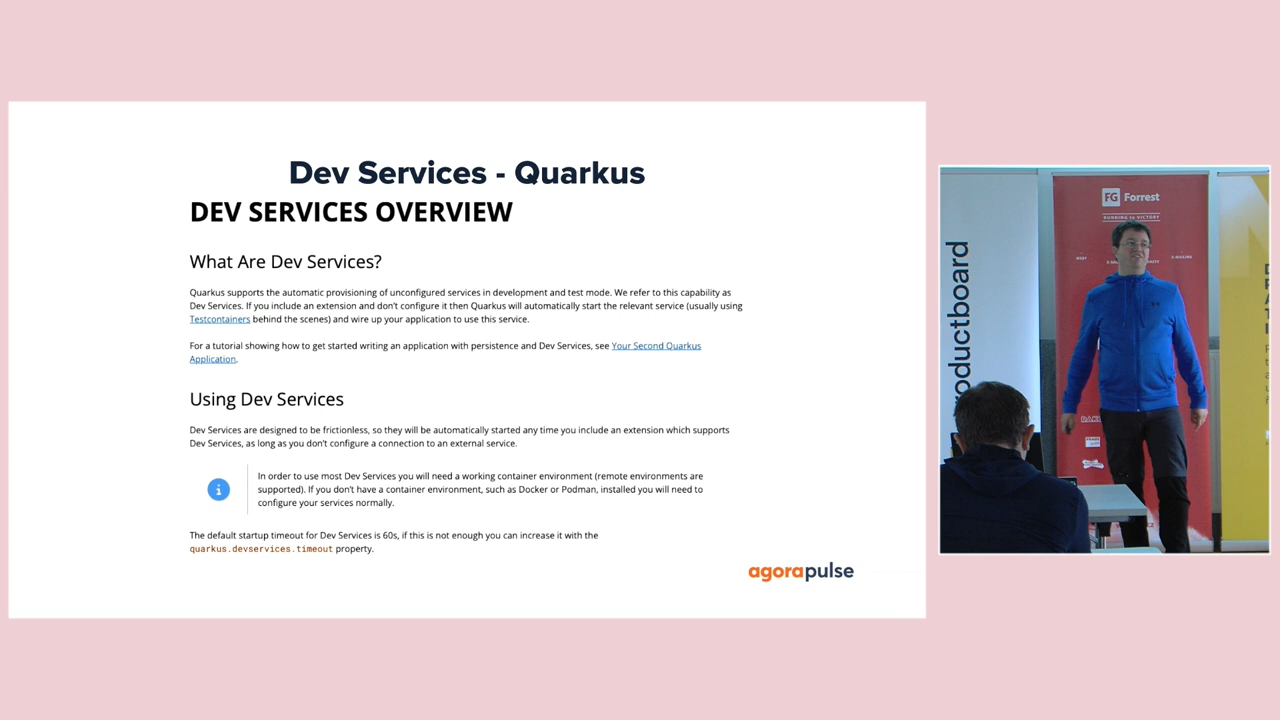 Dev Services - Quarkus
DEV SERVICES OVERVIEW
What Are Dev Services?
Quarkus supports the automatic provisioning of unconfigured services in development and test mode. We refer to this capability as
Dev Services. If you include an extension and don't configure it then Quarkus will automatically start the relevant service (usually using
Testcontainers behind the scenes) and wire up your application to use this service.
For a tutorial showing how to get started writing an application with persistence and Dev Services, see Your Second Quarkus
Application.
Using Dev Services
Dev Services are designed to be frictionless, so they will be automatically started any time you include an extension which supports
Dev Services, as long as you don't configure a connection to an external service.
In order to use most Dev Services you will need a working container environment (remote environments are
supported). If you don't have a container environment, such as Docker or Podman, installed you will need to
configure your services normally.
The default startup timeout for Dev Services is 60s, if this is not enough you can increase it with the
quarkus.devservices.timeout property.
agorapulse
roductboard
FG Forrest
RUNNING to VICTORY